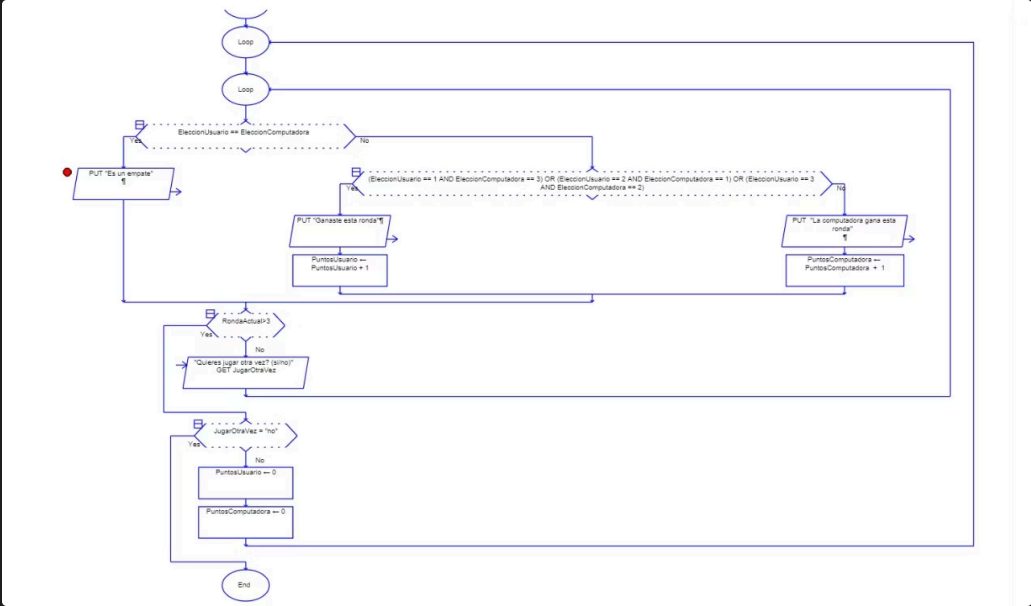 Loop
Loop
EleccionUsuario == EleccionComputadora
Yes
No
PUT "Es un empate"
¶
(EleccionUsuario == 1 AND EleccionComputadora == 3) OR (EleccionUsuario == 2 AND EleccionComputadora == 1) OR (EleccionUsuario == 3
AND EleccionComputadora == 2)
Yes
No
PUT "Ganaste esta ronda"¶
PUT "La computadora gana esta
ronda"
¶
PuntosUsuario ←
PuntosUsuario + 1
PuntosComputadora ←
PuntosComputadora + 1
RondaActual>3
Yes
No
"Quieres jugar otra vez? (si/no)"
GET JugarOtraVez
JugarOtraVez = "no"
Yes
No
PuntosUsuario ← 0
PuntosComputadora ← 0
End